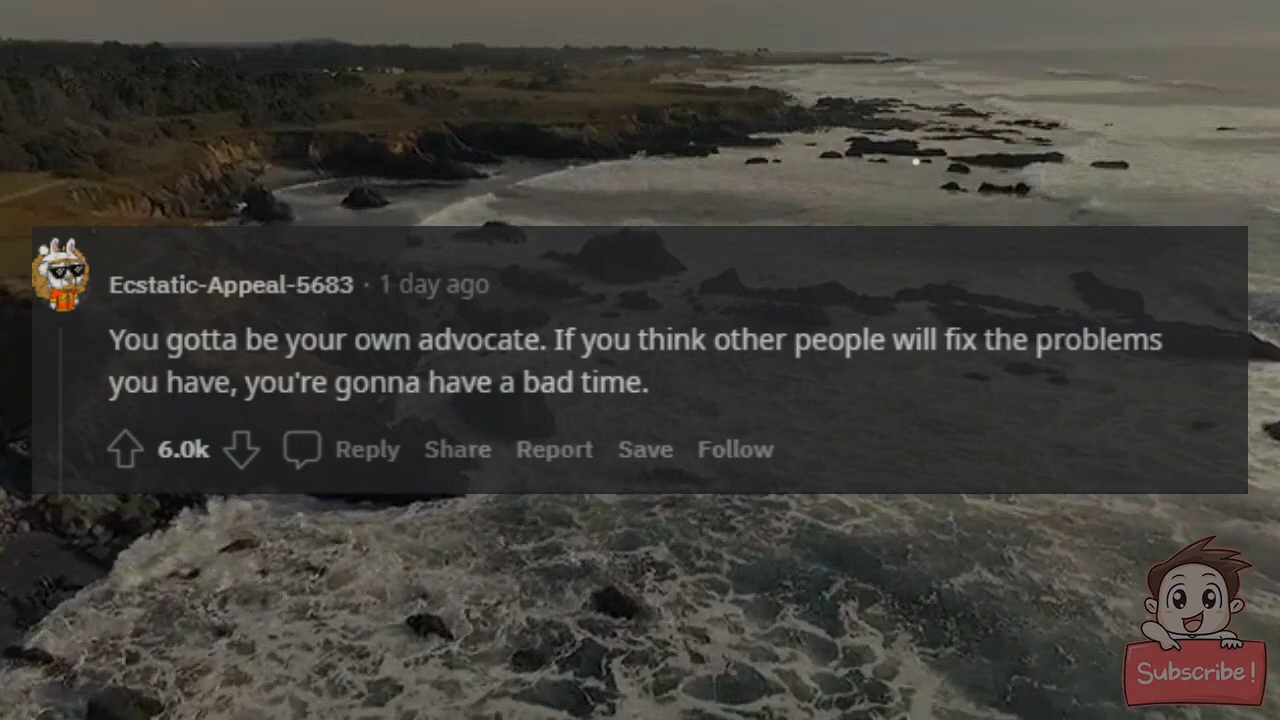 Ecstatic-Appeal-5683 · 1 day ago
You gotta be your own advocate. If you think other people will fix the problems
you have, you're gonna have a bad time.
6.0k Reply Share Report Save Follow
Subscribe!